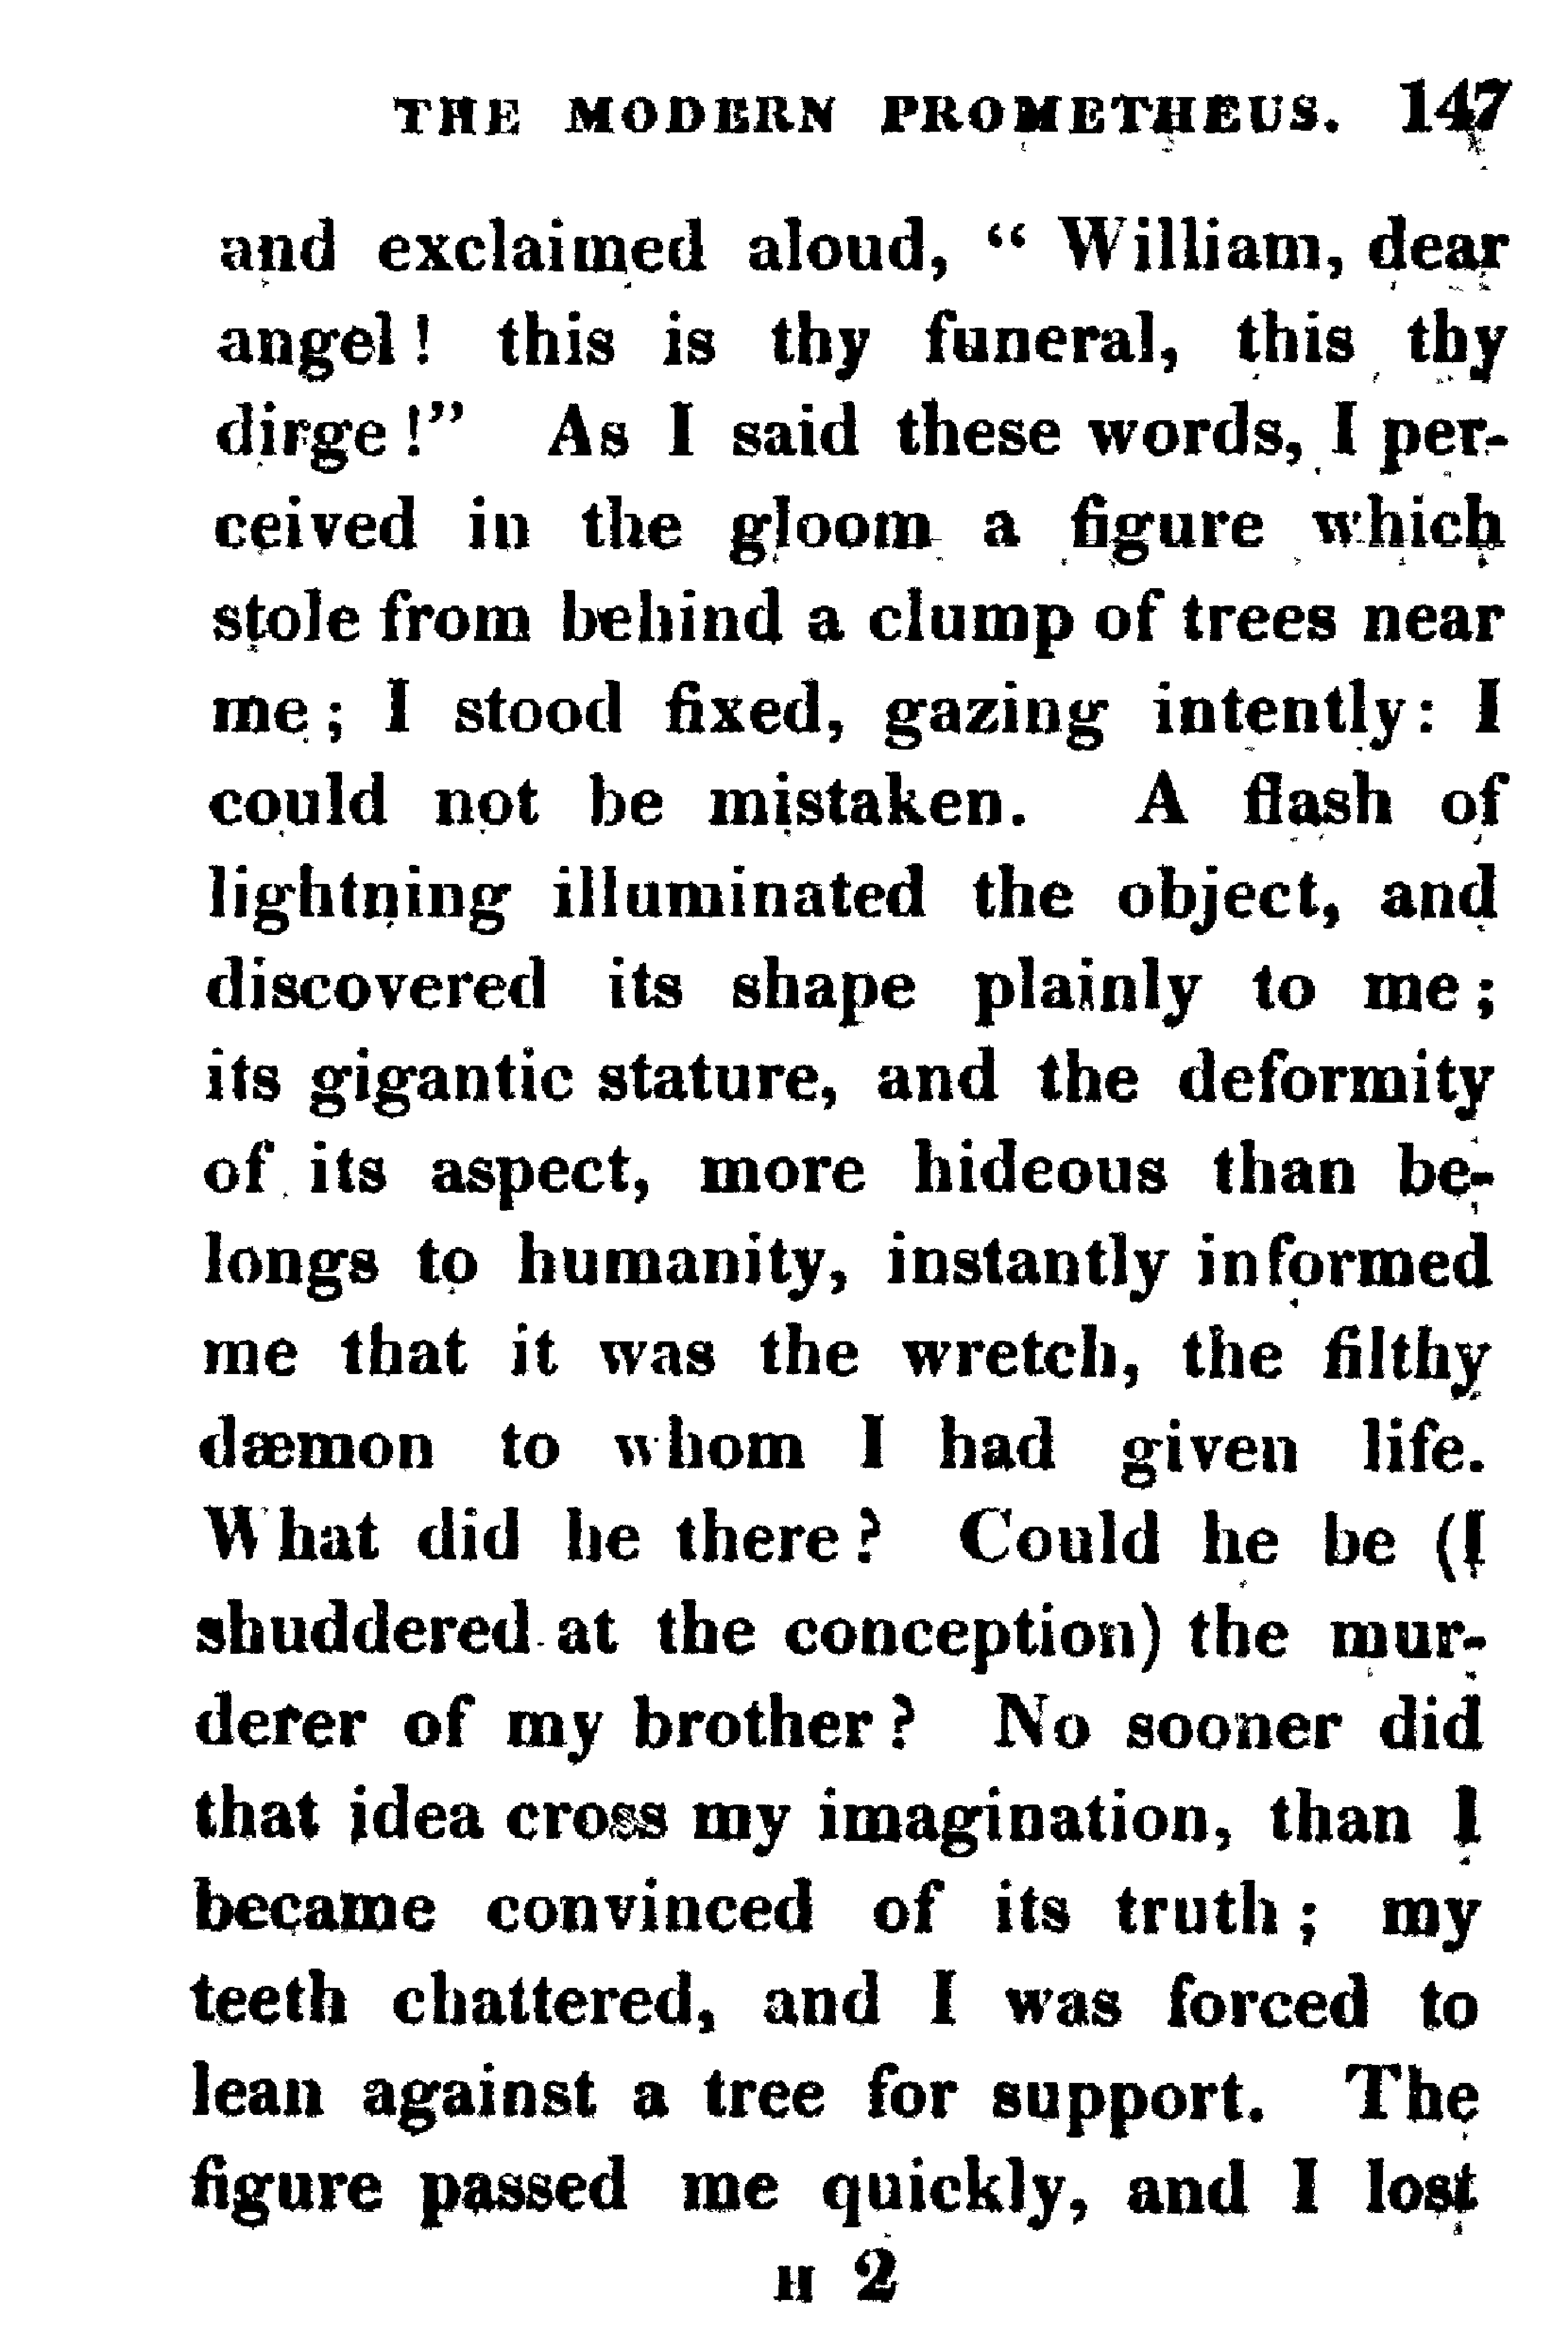 THE MODERN PROMETHEUS. 147
and exclaimed aloud, “ William, dear
angel ! this is thy funeral, this thy
dirge !” As I said these words, I per-
ceived in the gloom a figure which
stole from behind a clump of trees near
me ; I stood fixed, gazing intently: I
could not be mistaken. A flash of
lightning illuminated the object, and
discovered its shape plainly to me ;
its gigantic stature, and the deformity
of its aspect, more hideous than be-
longs to humanity, instantly informed
me that it was the wretch, the filthy
dæmon to whom I had given life.
What did he there ? Could he be (I
shuddered at the conception) the mur-
derer of my brother ? No sooner did
that idea cross my imagination, than I
became convinced of its truth ; my
teeth chattered, and I was forced to
lean against a tree for support. The
figure passed me quickly, and I lost
H 2